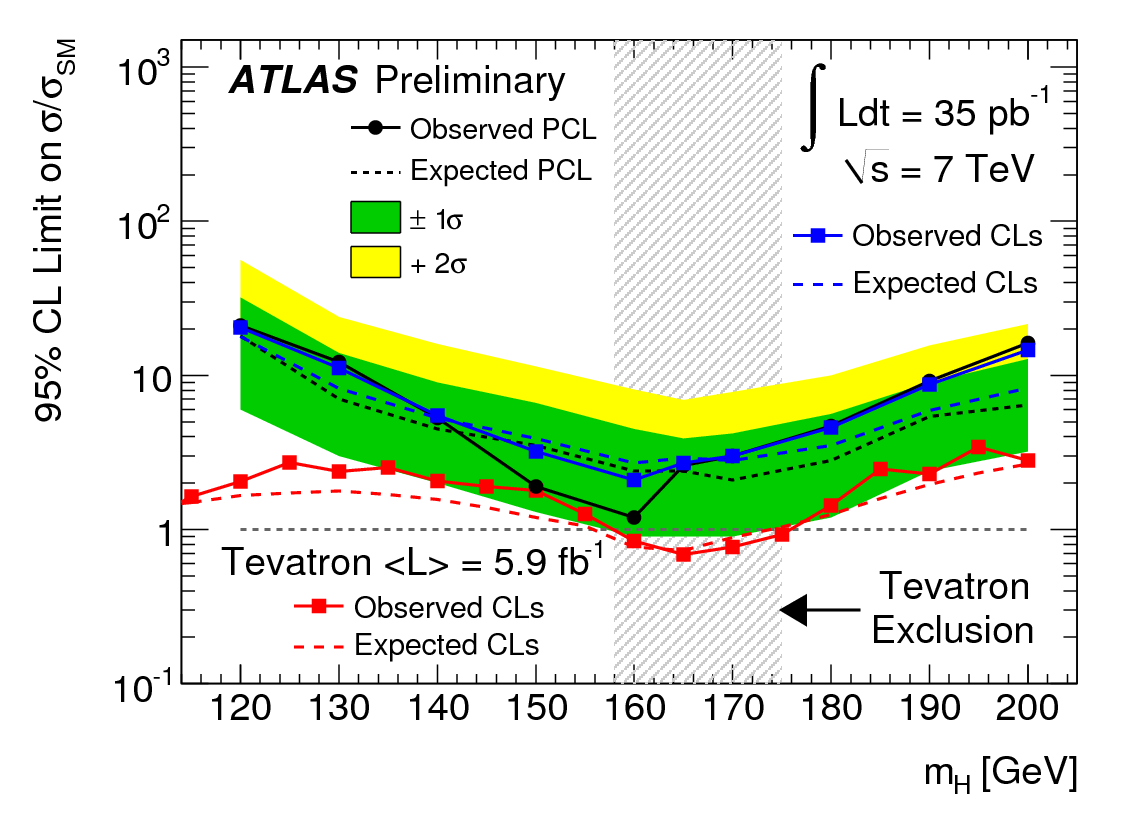 95% CL Limit on σ/σSM
10³
10²
10
1
10⁻¹
ATLAS Preliminary
Observed PCL
Expected PCL
± 1σ
+ 2σ
∫ Ldt = 35 pb⁻¹
√s = 7 TeV
Observed CLs
Expected CLs
Tevatron <L> = 5.9 fb⁻¹
Observed CLs
Expected CLs
Tevatron
Exclusion
120 130 140 150 160 170 180 190 200
mH [GeV]